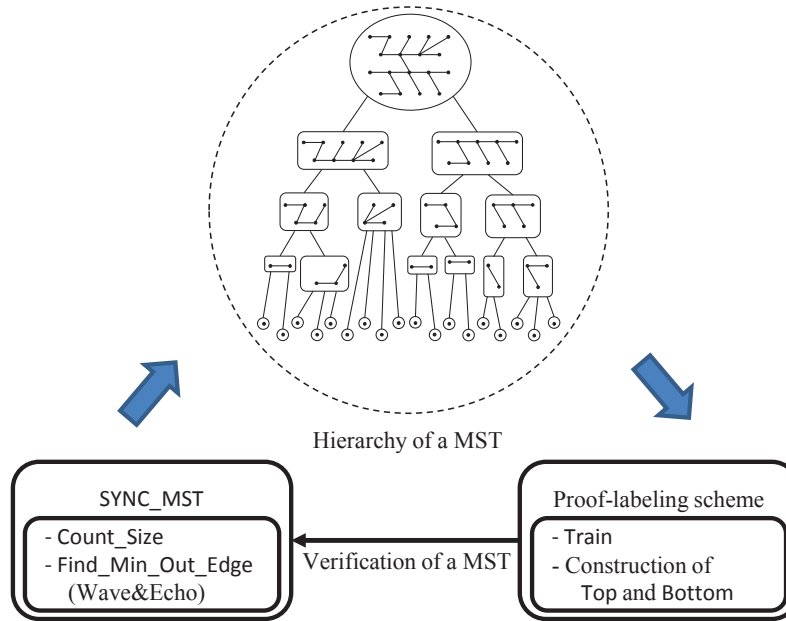 Hierarchy of a MST
SYNC_MST
- Count_Size
- Find_Min_Out_Edge
(Wave&Echo)
Verification of a MST
Proof-labeling scheme
- Train
- Construction of
Top and Bottom